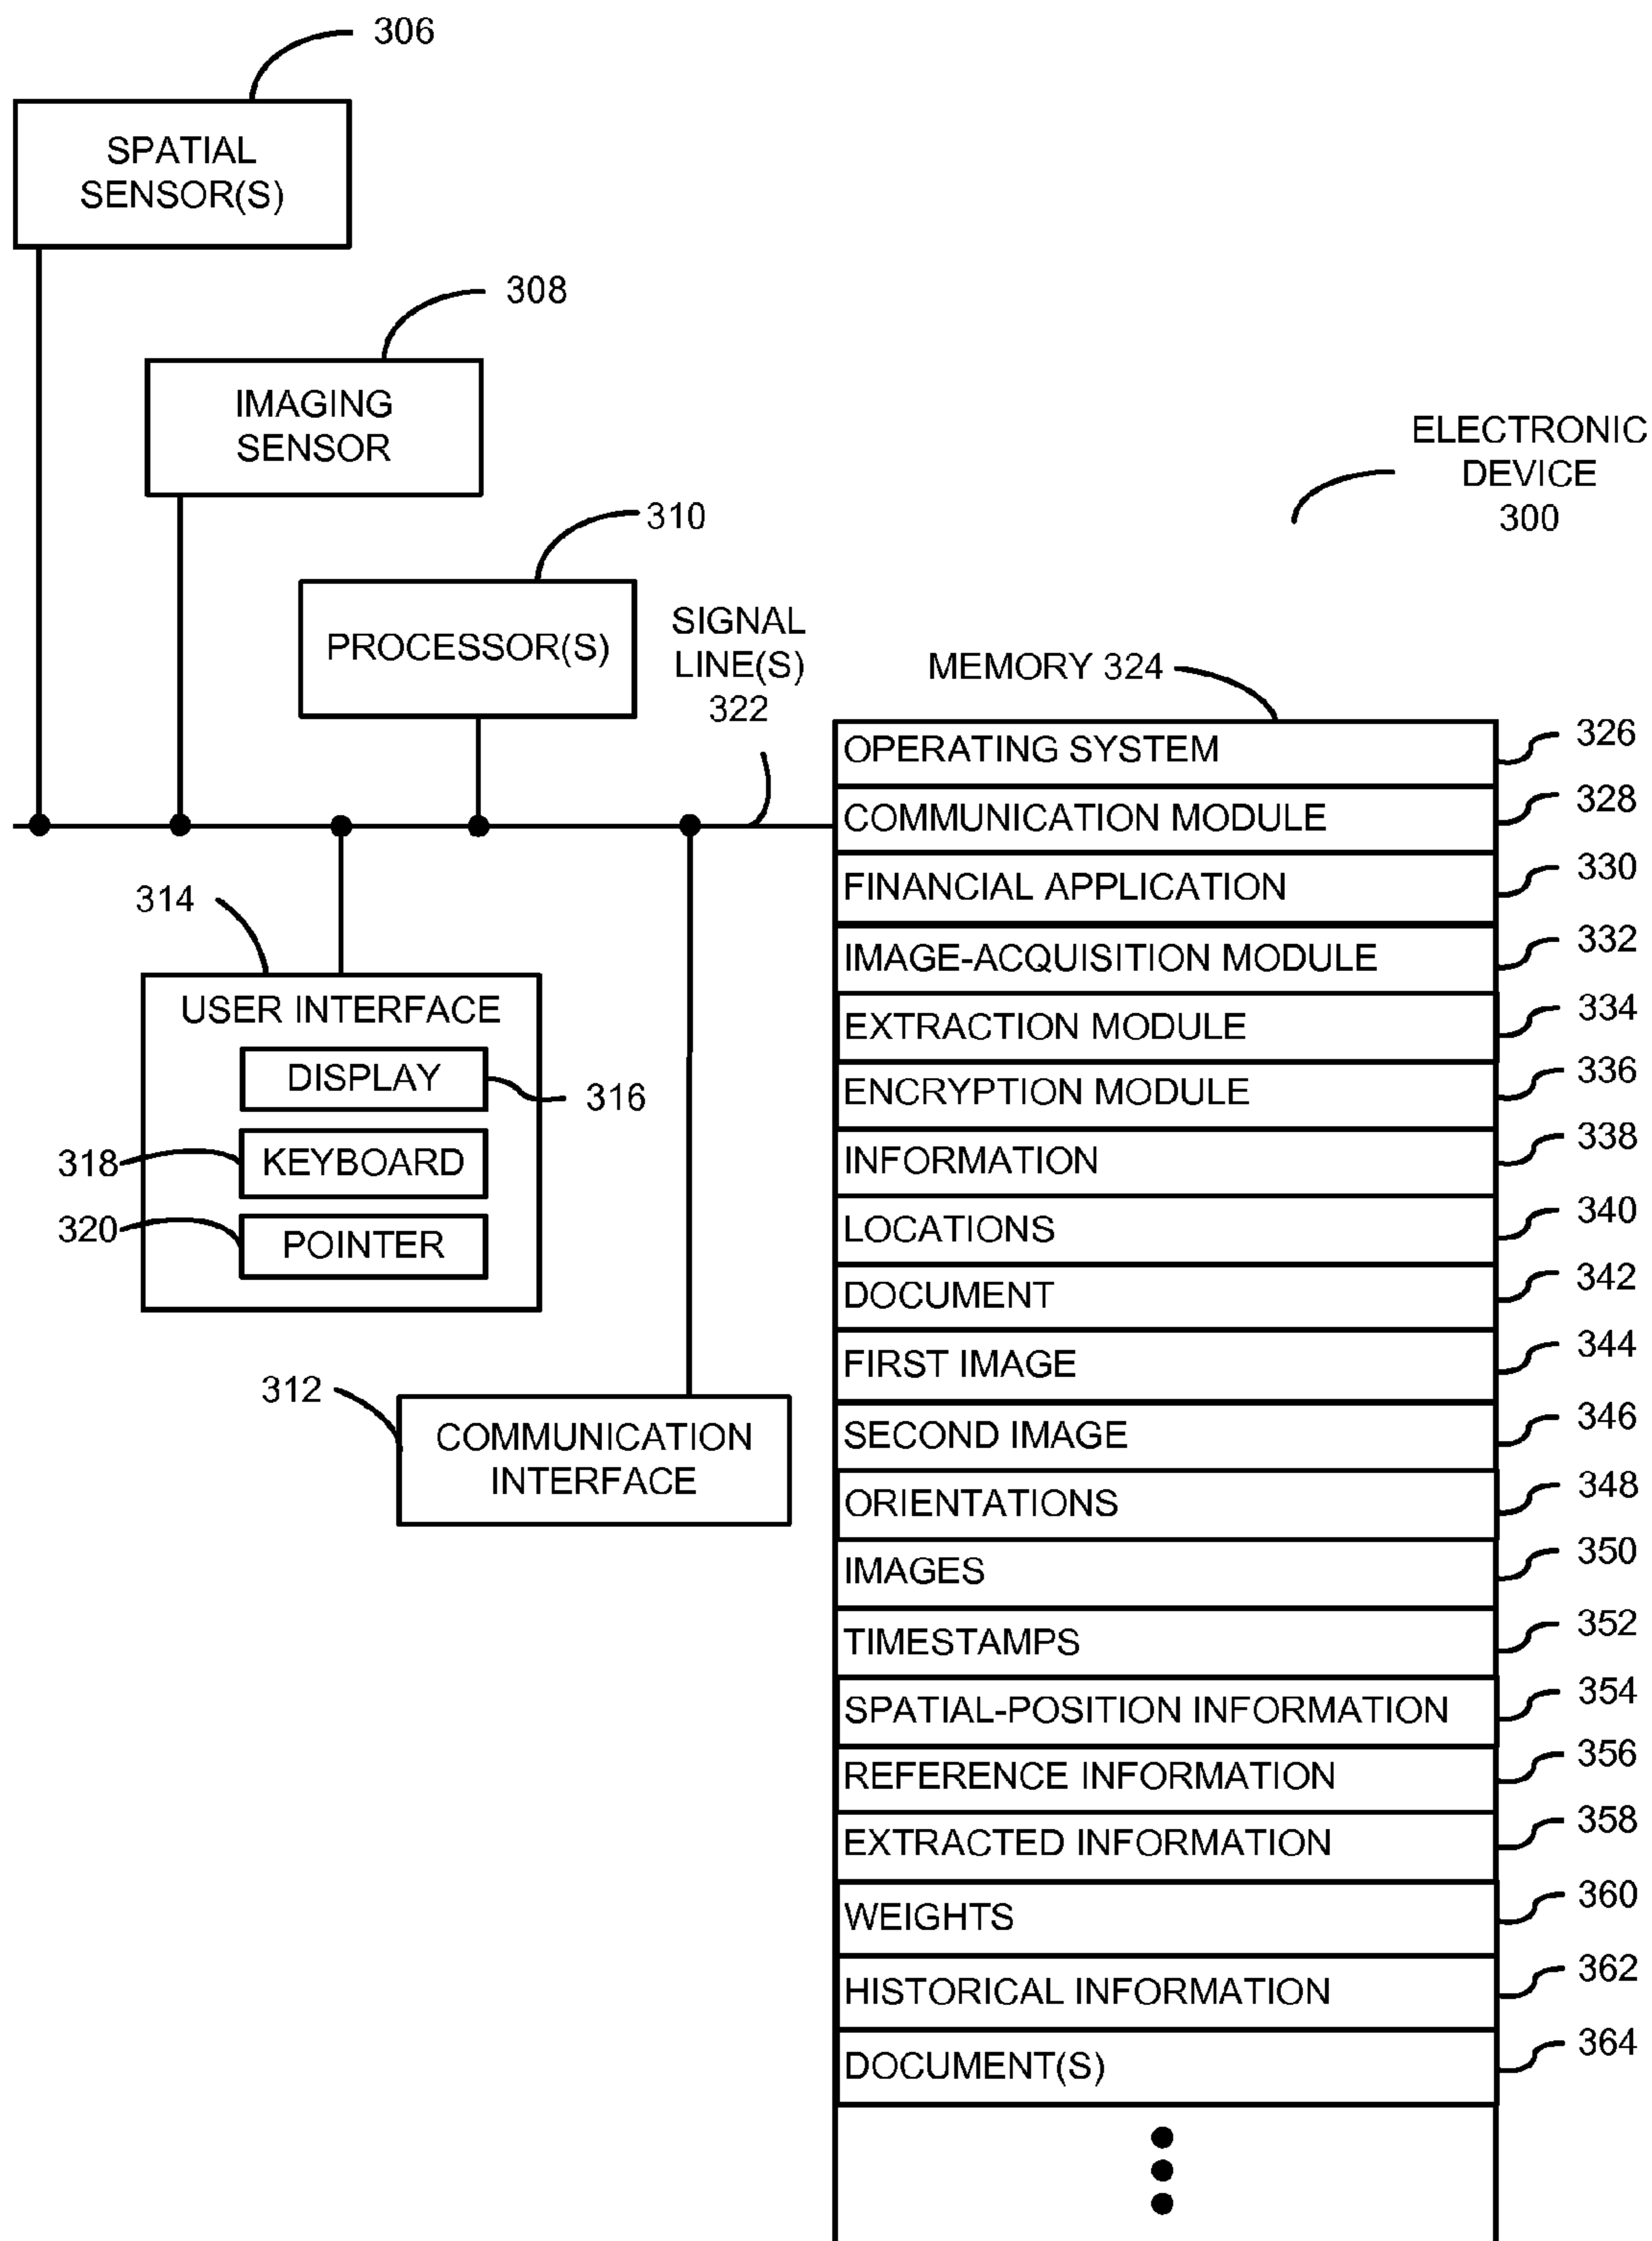 306
SPATIAL
SENSOR(S)
308
IMAGING
SENSOR
ELECTRONIC
DEVICE
300
310
PROCESSOR(S)
SIGNAL
LINE(S)
322
MEMORY 324
OPERATING SYSTEM
326
COMMUNICATION MODULE
328
FINANCIAL APPLICATION
330
IMAGE-ACQUISITION MODULE
332
EXTRACTION MODULE
334
ENCRYPTION MODULE
336
INFORMATION
338
LOCATIONS
340
DOCUMENT
342
FIRST IMAGE
344
SECOND IMAGE
346
ORIENTATIONS
348
IMAGES
350
TIMESTAMPS
352
SPATIAL-POSITION INFORMATION
354
REFERENCE INFORMATION
356
EXTRACTED INFORMATION
358
WEIGHTS
360
HISTORICAL INFORMATION
362
DOCUMENT(S)
364
314
USER INTERFACE
DISPLAY
316
318
KEYBOARD
320
POINTER
312
COMMUNICATION
INTERFACE